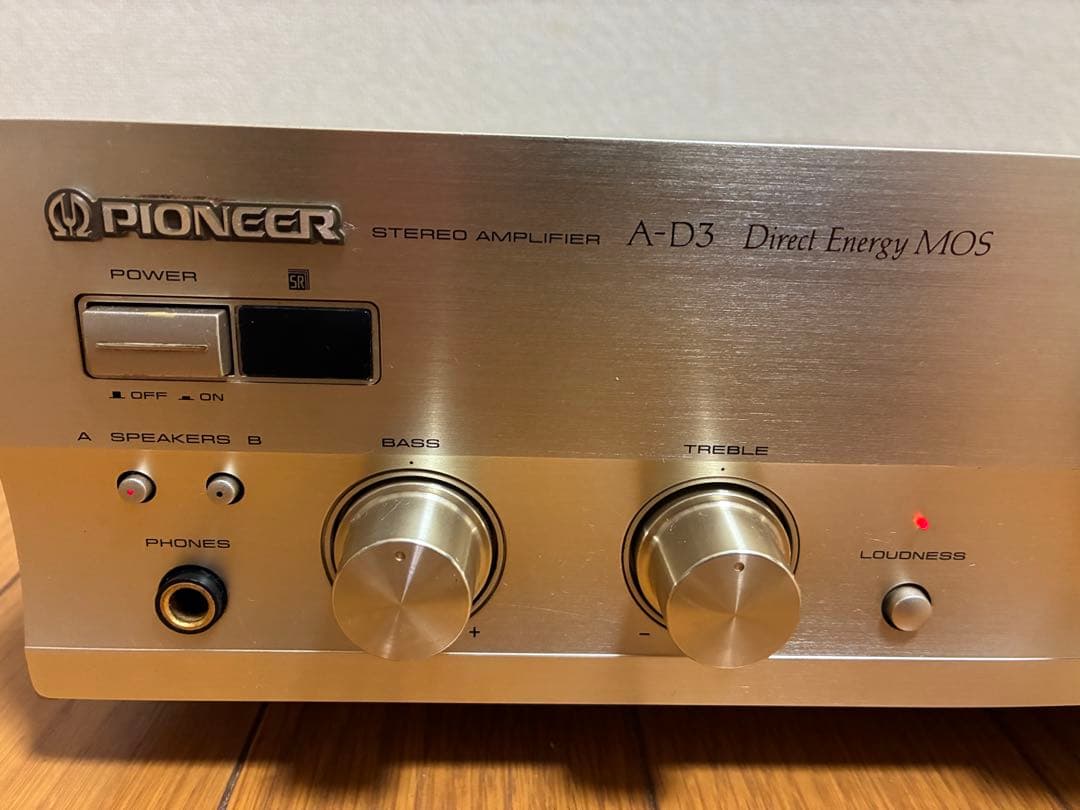 PIONEER STEREO AMPLIFIER A-D3 Direct Energy MOS
POWER SR
OFF ON
A SPEAKERS B
BASS
TREBLE
PHONES
LOUDNESS
+
-